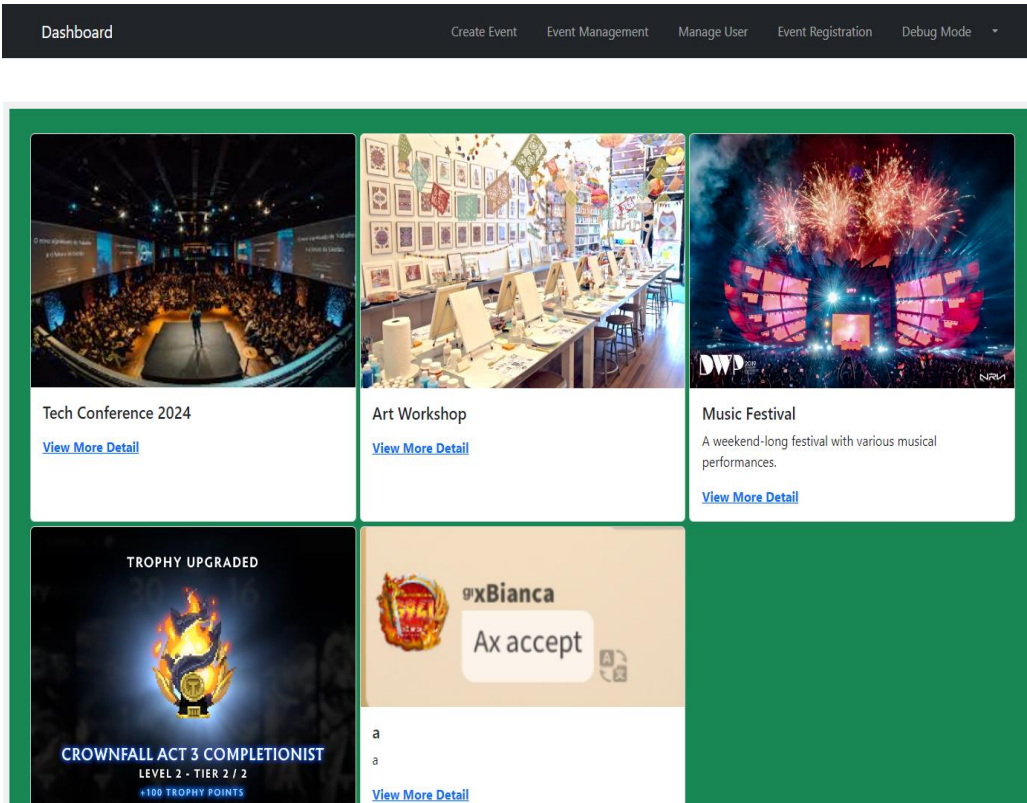 Dashboard
Create Event
Event Management
Manage User
Event Registration
Debug Mode
DWP
2019
NRN
Tech Conference 2024
View More Detail
Art Workshop
View More Detail
Music Festival
A weekend-long festival with various musical
performances.
View More Detail
TROPHY UPGRADED
CROWNFALL ACT 3 COMPLETIONIST
LEVEL 2 - TIER 2 / 2
+100 TROPHY POINTS
xBianca
Ax accept
a
a
View More Detail